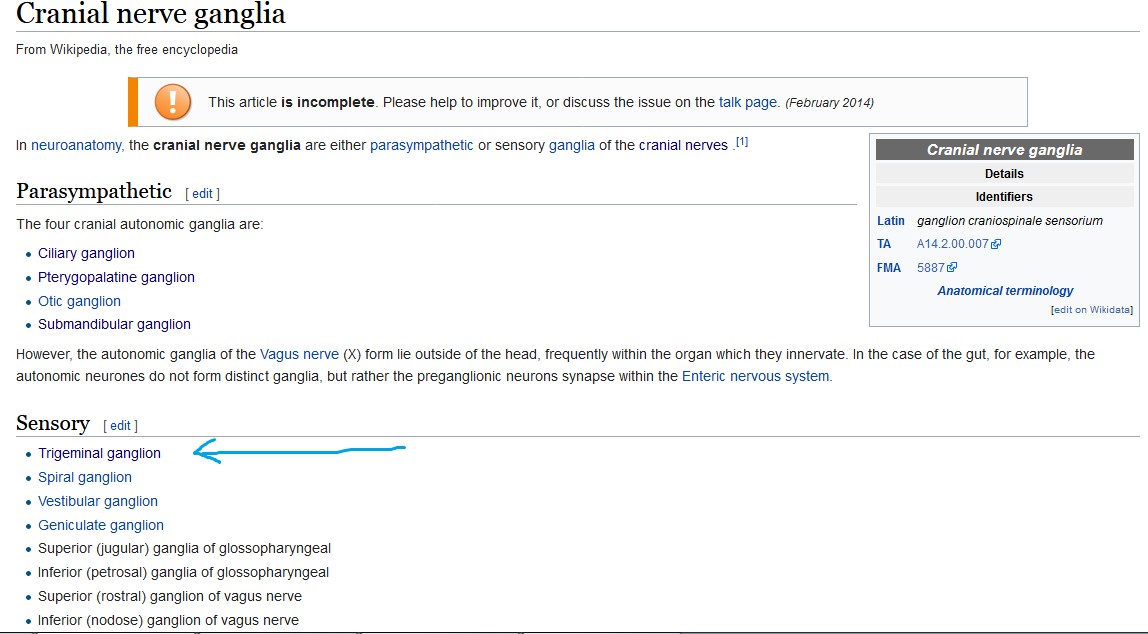 Cranial nerve ganglia
From Wikipedia, the free encyclopedia
This article is incomplete. Please help to improve it, or discuss the issue on the talk page. (February 2014)
In neuroanatomy, the cranial nerve ganglia are either parasympathetic or sensory ganglia of the cranial nerves .[1]
Cranial nerve ganglia
Details
Identifiers
Latin ganglion craniospinale sensorium
TA A14.2.00.007
FMA 5887
Anatomical terminology
[edit on Wikidata]
Parasympathetic [ edit ]
The four cranial autonomic ganglia are:
Ciliary ganglion
Pterygopalatine ganglion
Otic ganglion
Submandibular ganglion
However, the autonomic ganglia of the Vagus nerve (X) form lie outside of the head, frequently within the organ which they innervate. In the case of the gut, for example, the
autonomic neurones do not form distinct ganglia, but rather the preganglionic neurons synapse within the Enteric nervous system.
Sensory [ edit ]
Trigeminal ganglion
Spiral ganglion
Vestibular ganglion
Geniculate ganglion
Superior (jugular) ganglia of glossopharyngeal
Inferior (petrosal) ganglia of glossopharyngeal
Superior (rostral) ganglion of vagus nerve
Inferior (nodose) ganglion of vagus nerve